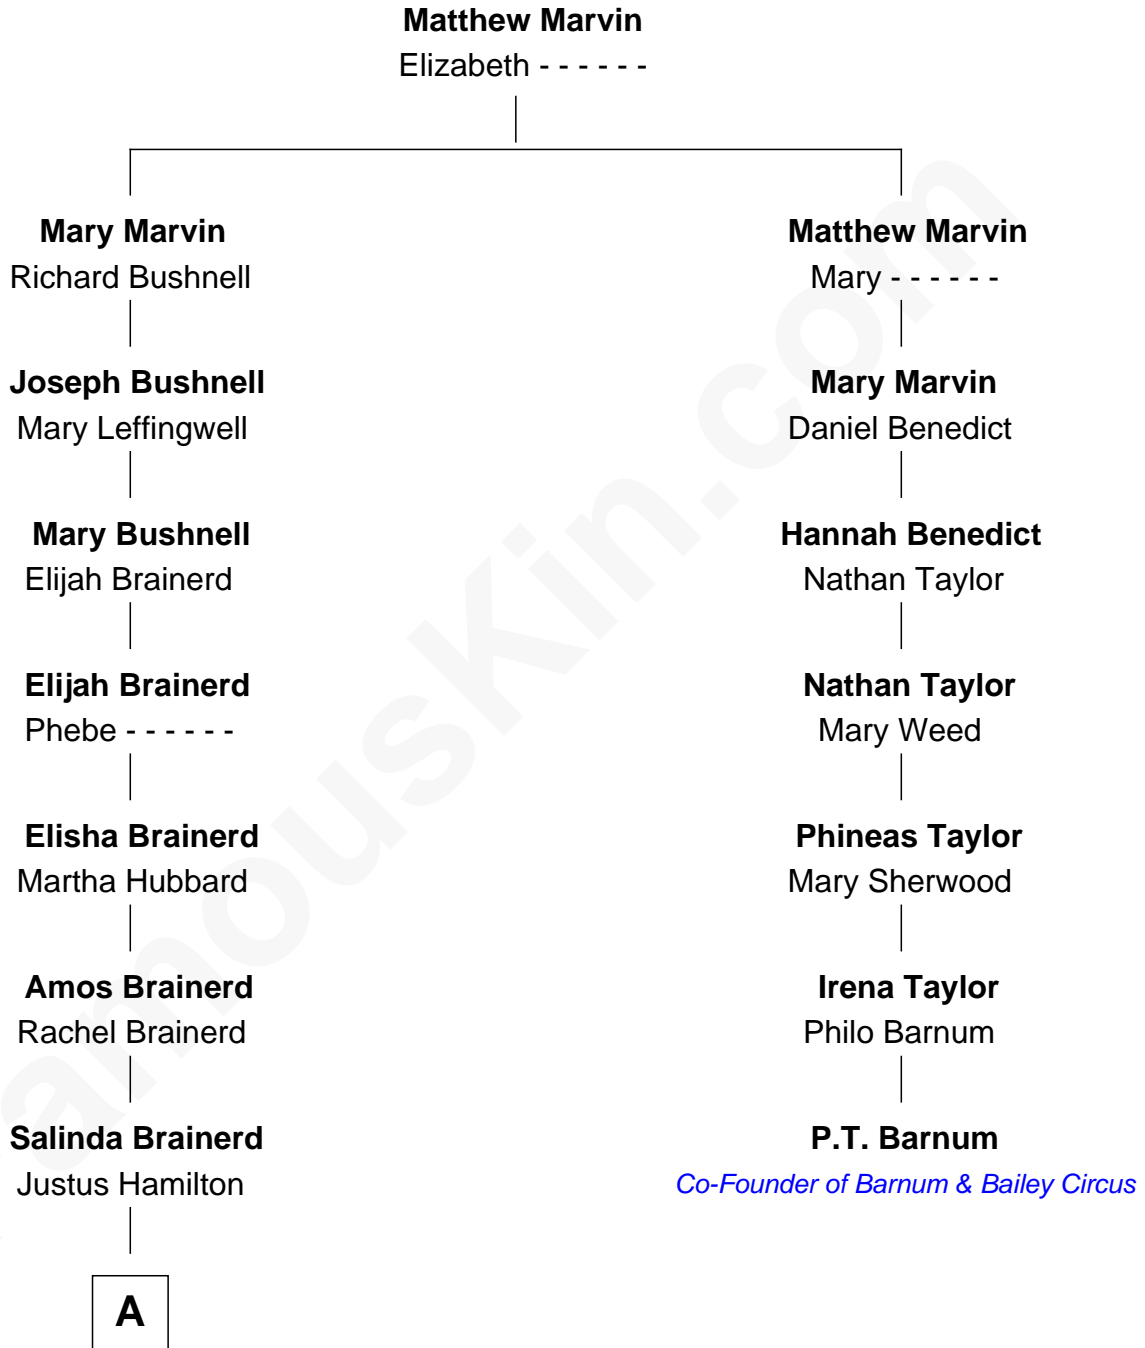 Matthew Marvin
Elizabeth - - - - - -
Mary Marvin
Richard Bushnell
Matthew Marvin
Mary - - - - - -
Joseph Bushnell
Mary Leffingwell
Mary Marvin
Daniel Benedict
Mary Bushnell
Elijah Brainerd
Hannah Benedict
Nathan Taylor
Elijah Brainerd
Phebe - - - - - -
Nathan Taylor
Mary Weed
Elisha Brainerd
Martha Hubbard
Phineas Taylor
Mary Sherwood
Amos Brainerd
Rachel Brainerd
Irena Taylor
Philo Barnum
Salinda Brainerd
Justus Hamilton
P.T. Barnum
Co-Founder of Barnum & Bailey Circus
A
amouskin.com